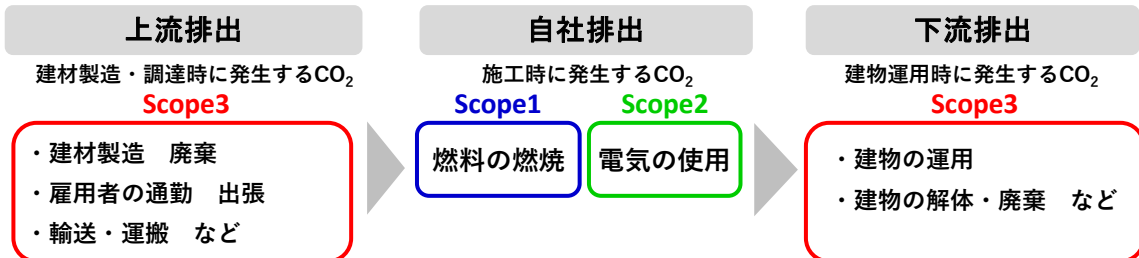 上流排出
建材製造・調達時に発生するCO₂
Scope3
・建材製造　廃棄
・雇用者の通勤　出張
・輸送・運搬　など
自社排出
施工時に発生するCO₂
Scope1
燃料の燃焼
Scope2
電気の使用
下流排出
建物運用時に発生するCO₂
Scope3
・建物の運用
・建物の解体・廃棄　など